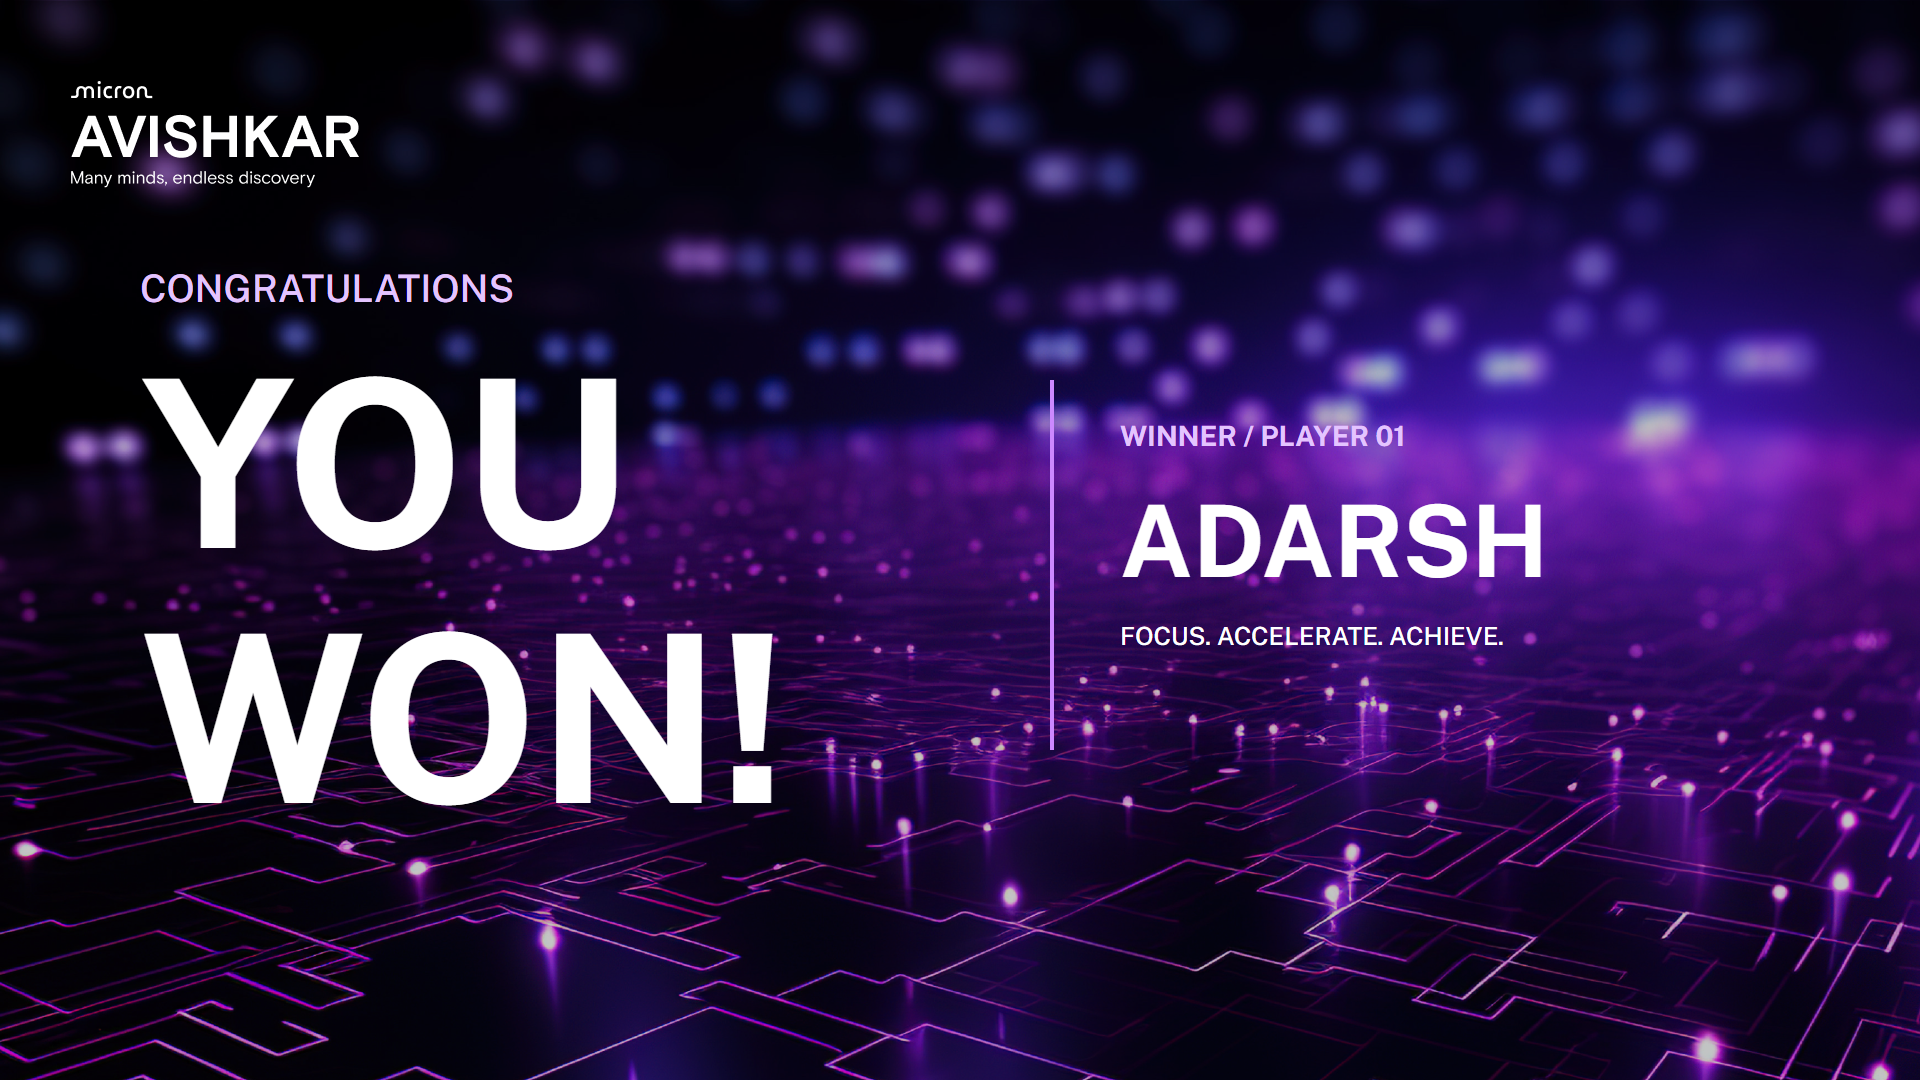 micron
AVISHKAR
Many minds, endless discovery
CONGRATULATIONS
YOU
WON!
WINNER / PLAYER 01
ADARSH
FOCUS. ACCELERATE. ACHIEVE.